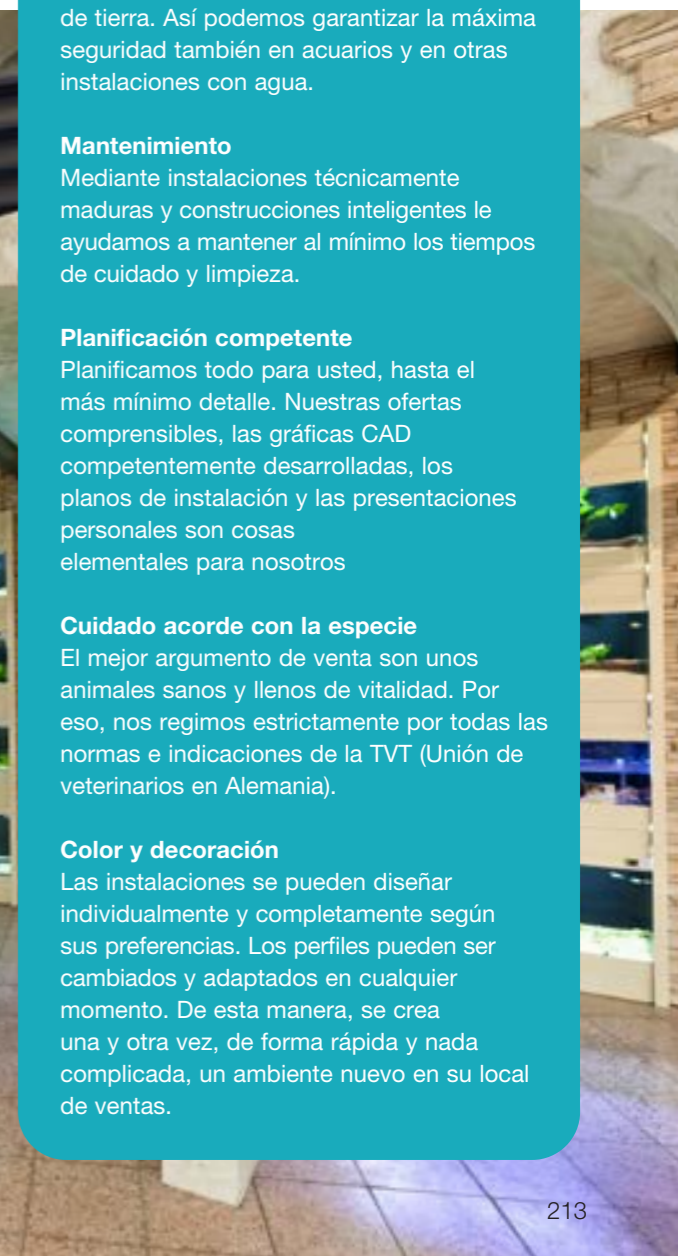 de tierra. Así podemos garantizar la máxima
seguridad también en acuarios y en otras
instalaciones con agua.
Mantenimiento
Mediante instalaciones técnicamente
maduras y construcciones inteligentes le
ayudamos a mantener al mínimo los tiempos
de cuidado y limpieza.
Planificación competente
Planificamos todo para usted, hasta el
más mínimo detalle. Nuestras ofertas
comprensibles, las gráficas CAD
competentemente desarrolladas, los
planos de instalación y las presentaciones
personales son cosas
elementales para nosotros
Cuidado acorde con la especie
El mejor argumento de venta son unos
animales sanos y llenos de vitalidad. Por
eso, nos regimos estrictamente por todas las
normas e indicaciones de la TVT (Unión de
veterinarios en Alemania).
Color y decoración
Las instalaciones se pueden diseñar
individualmente y completamente según
sus preferencias. Los perfiles pueden ser
cambiados y adaptados en cualquier
momento. De esta manera, se crea
una y otra vez, de forma rápida y nada
complicada, un ambiente nuevo en su local
de ventas.
213